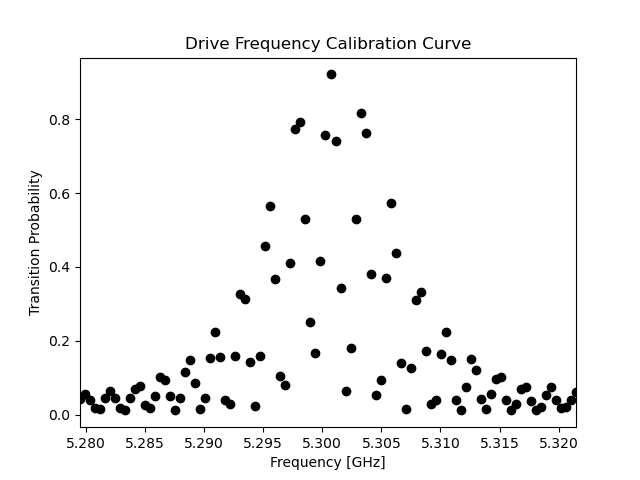 Drive Frequency Calibration Curve
Transition Probability
0.8
0.6
0.4
0.2
0.0
5.280 5.285 5.290 5.295 5.300 5.305 5.310 5.315 5.320
Frequency [GHz]